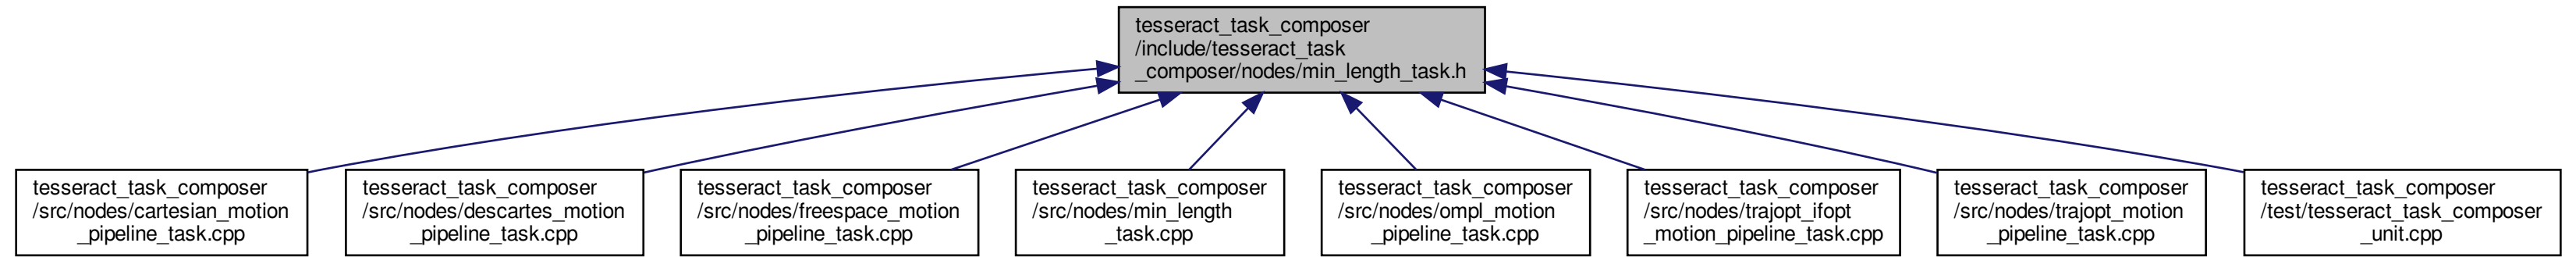 tesseract_task_composer
/include/tesseract_task
_composer/nodes/min_length_task.h
tesseract_task_composer
/src/nodes/cartesian_motion
_pipeline_task.cpp
tesseract_task_composer
/src/nodes/descartes_motion
_pipeline_task.cpp
tesseract_task_composer
/src/nodes/freespace_motion
_pipeline_task.cpp
tesseract_task_composer
/src/nodes/min_length
_task.cpp
tesseract_task_composer
/src/nodes/ompl_motion
_pipeline_task.cpp
tesseract_task_composer
/src/nodes/trajopt_ifopt
_motion_pipeline_task.cpp
tesseract_task_composer
/src/nodes/trajopt_motion
_pipeline_task.cpp
tesseract_task_composer
/test/tesseract_task_composer
_unit.cpp